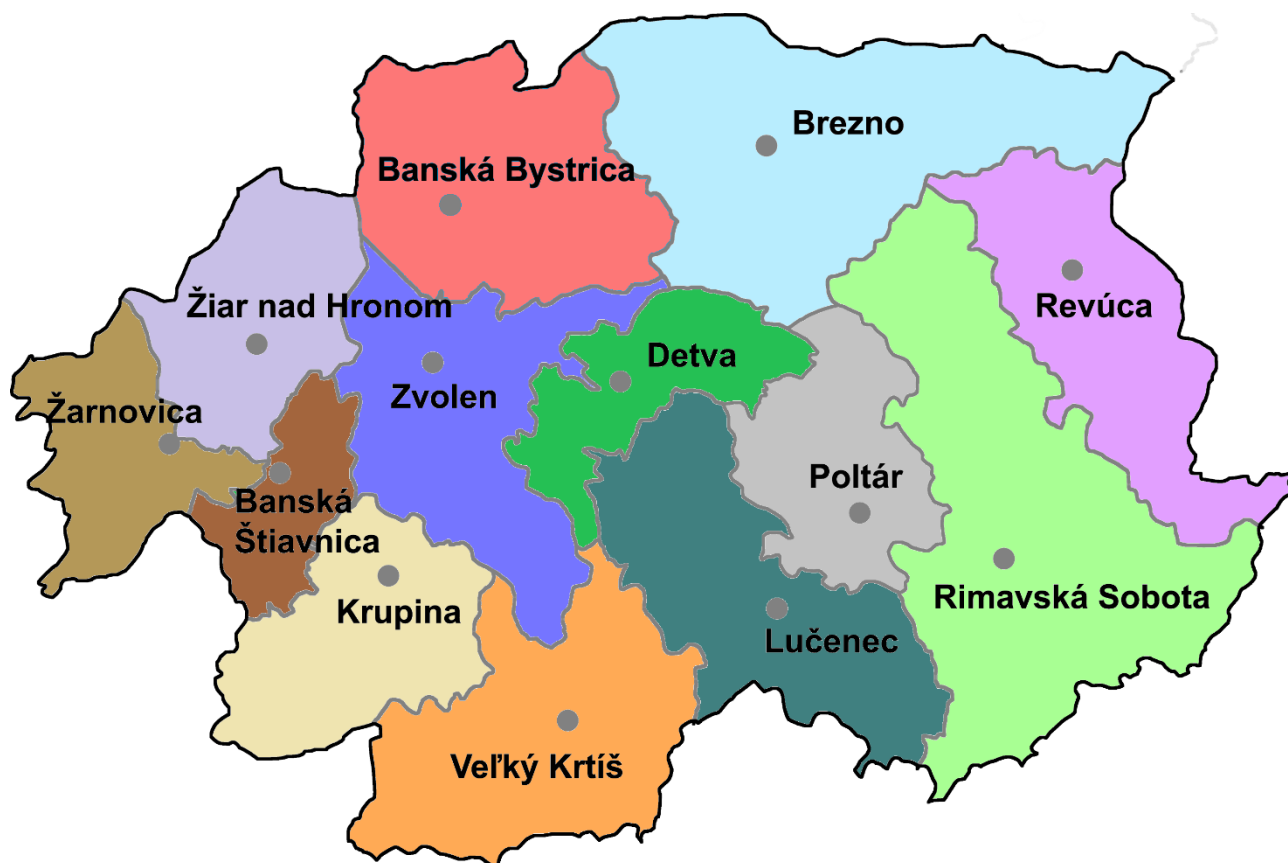 Brezno
Banská Bystrica
Revúca
Žiar nad Hronom
Detva
Zvolen
Žarnovica
Poltár
Banská
Štiavnica
Krupina
Rimavská Sobota
Lučenec
Veľký Krtíš